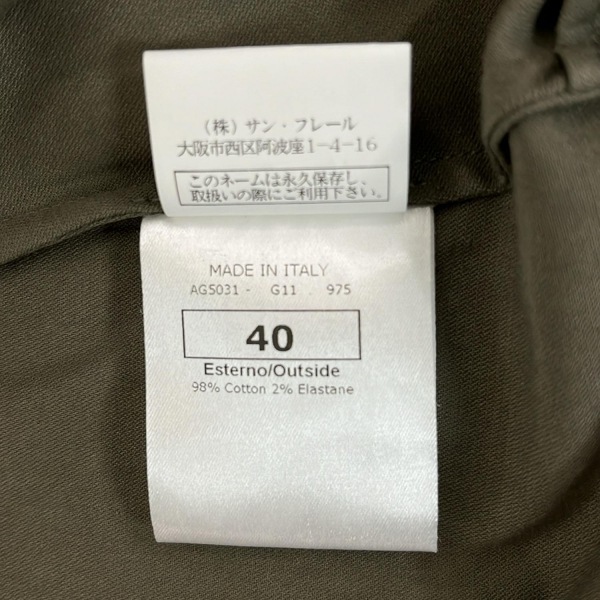 （株）サン・フレール
大阪市西区阿波座1-4-16
このネームは永久保存し、
取扱いの際にご利用下さい。
MADE IN ITALY
AG5031 - G11 . 975
40
Esterno/Outside
98% Cotton 2% Elastane